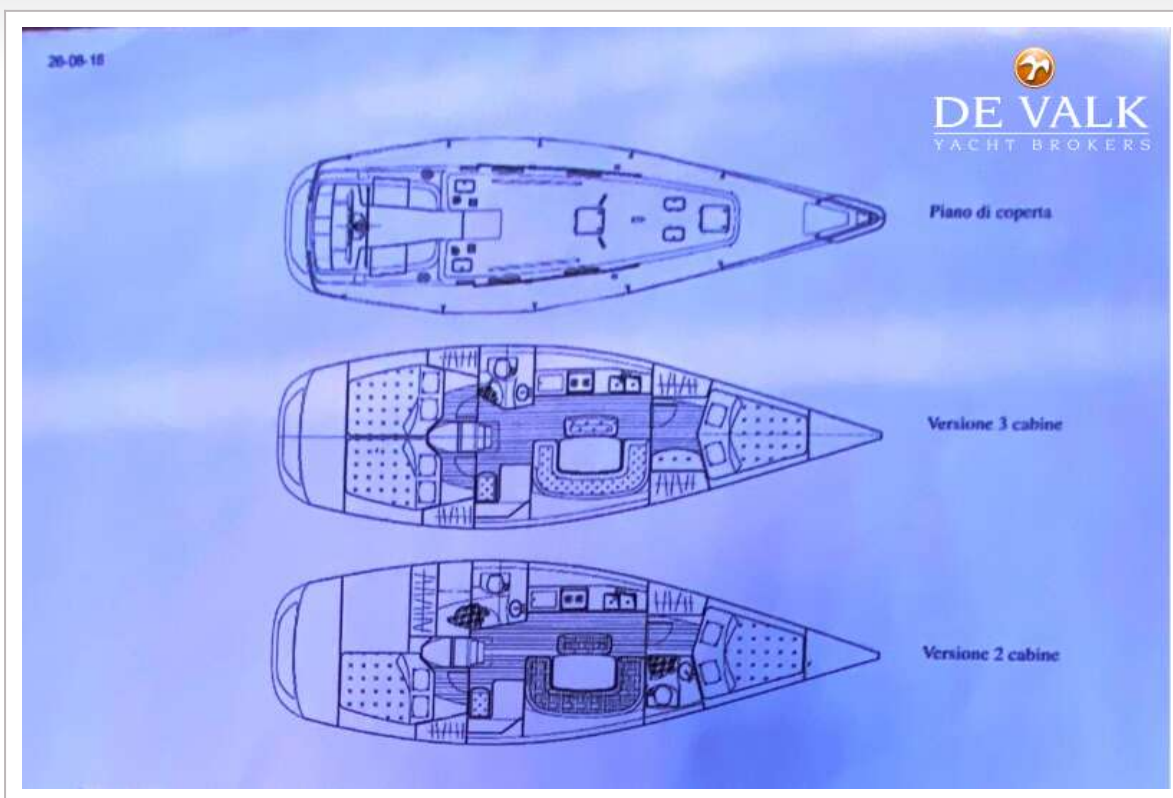 26-08-18
DE VALK
YACHT BROKERS
Piano di coperta
Versione 3 cabine
Versione 2 cabine